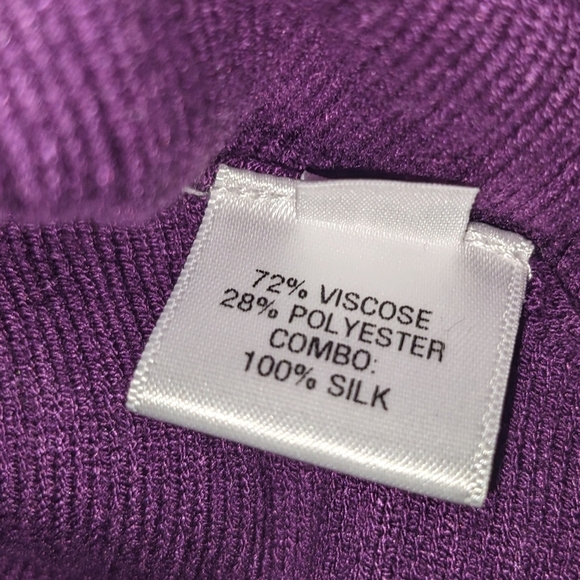 72% VISCOSE
28% POLYESTER
COMBO:
100% SILK